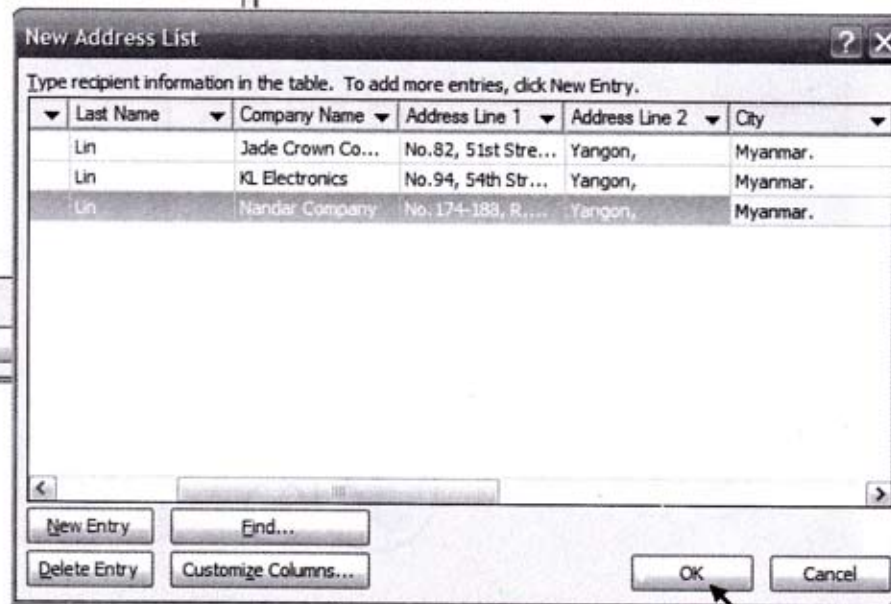 New Address List
Type recipient information in the table. To add more entries, click New Entry.
Last Name Company Name Address Line 1 Address Line 2 City
Lin Jade Crown Co... No.82, 51st Stre... Yangon, Myanmar.
Lin KL Electronics No.94, 54th Str... Yangon, Myanmar.
Lin Nandar Company No.174-188, R.... Yangon, Myanmar.
New Entry Find...
Delete Entry Customize Columns... OK Cancel